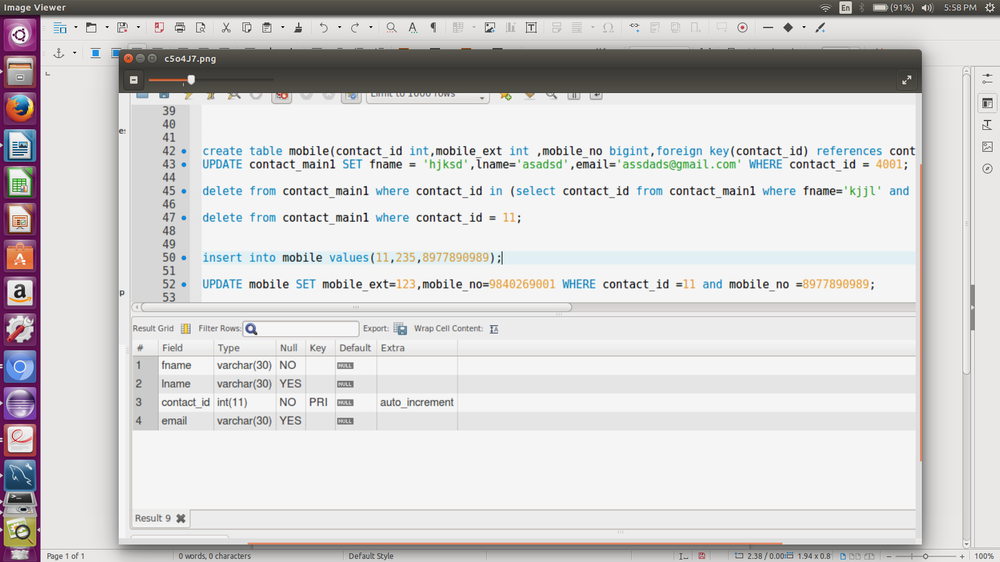 Image Viewer
En
(91%)
5:58 PM
c5o4J7.png
Limit to 1000 rows
39
40
41
42 create table mobile(contact_id int,mobile_ext int ,mobile_no bigint,foreign key(contact_id) references cont
43 UPDATE contact_main1 SET fname = 'hjksd',lname='asadsd',email='assdads@gmail.com' WHERE contact_id = 4001;
44
45 delete from contact_main1 where contact_id in (select contact_id from contact_main1 where fname='kjjl' and
46
47 delete from contact_main1 where contact_id = 11;
48
49
50 insert into mobile values(11,235,8977890989);
51
52 UPDATE mobile SET mobile_ext=123,mobile_no=9840269001 WHERE contact_id =11 and mobile_no =8977890989;
53
Result Grid Filter Rows: Export: Wrap Cell Content:
# Field Type Null Key Default Extra
1 fname varchar(30) NO NULL
2 lname varchar(30) YES NULL
3 contact_id int(11) NO PRI NULL auto_increment
4 email varchar(30) YES NULL
Result 9
Page 1 of 1 0 words, 0 characters Default Style 2.38 / 0.00 1.94 x 0.8 100%